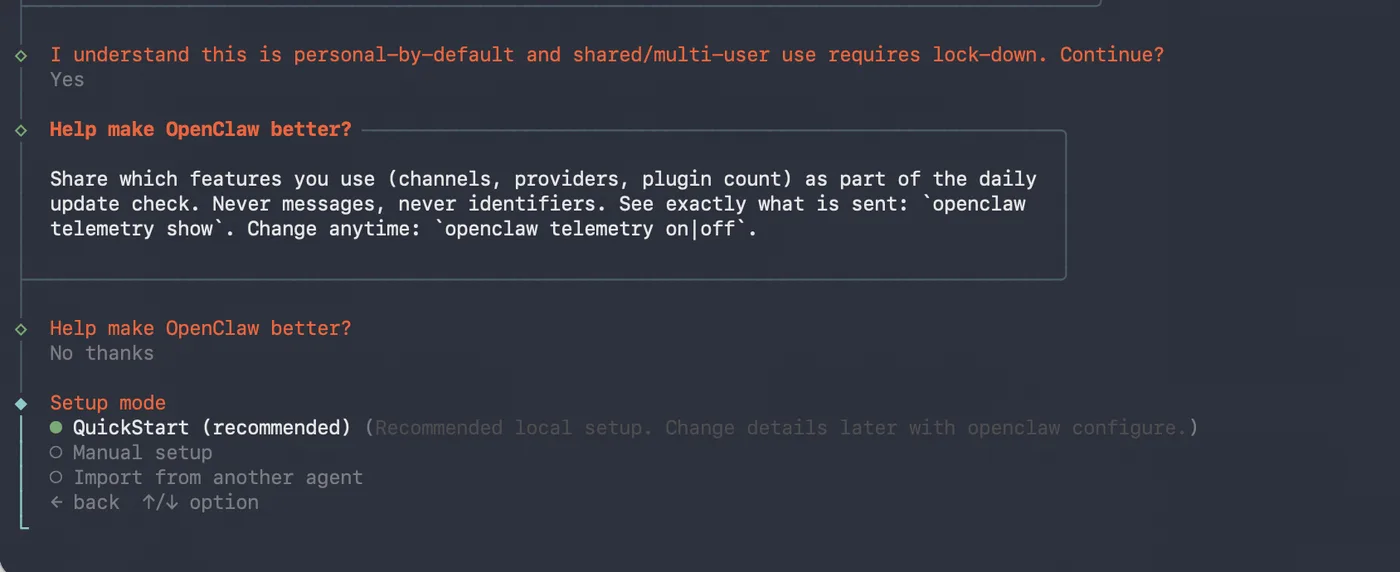 I understand this is personal-by-default and shared/multi-user use requires lock-down. Continue?
Yes
Help make OpenClaw better?
Share which features you use (channels, providers, plugin count) as part of the daily
update check. Never messages, never identifiers. See exactly what is sent: `openclaw
telemetry show`. Change anytime: `openclaw telemetry on|off`.
Help make OpenClaw better?
No thanks
Setup mode
● QuickStart (recommended) (Recommended local setup. Change details later with openclaw configure.)
○ Manual setup
○ Import from another agent
← back ↑/↓ option